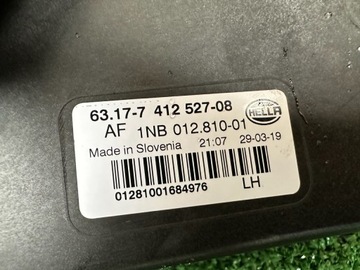 63.17-7 412 527-08
HELLA
AF 1NB 012.810-01
Made in Slovenia 21:07 29-03-19
01281001684976 LH